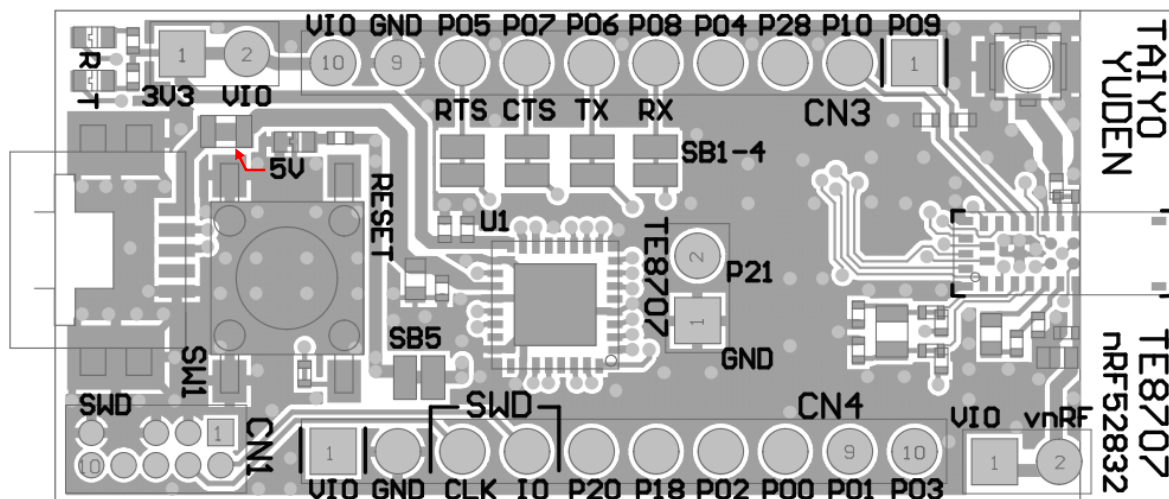 VIO GND P05 P07 P06 P08 P04 P28 P10 P09
1 2 10 9 1
R T
3V3 VIO
RTS CTS TX RX
CN3
TAIYO
YUDEN
SB1-4
5V
RESET
U1
TE8707
2
P21
1
GND
SB5
SW1
TE8707
nRF52832
SWD
CN1
1
10
SWD
CN4
VIO vnRF
1 9 10 1 2
VIO GND CLK IO P20 P18 P02 P00 P01 P03